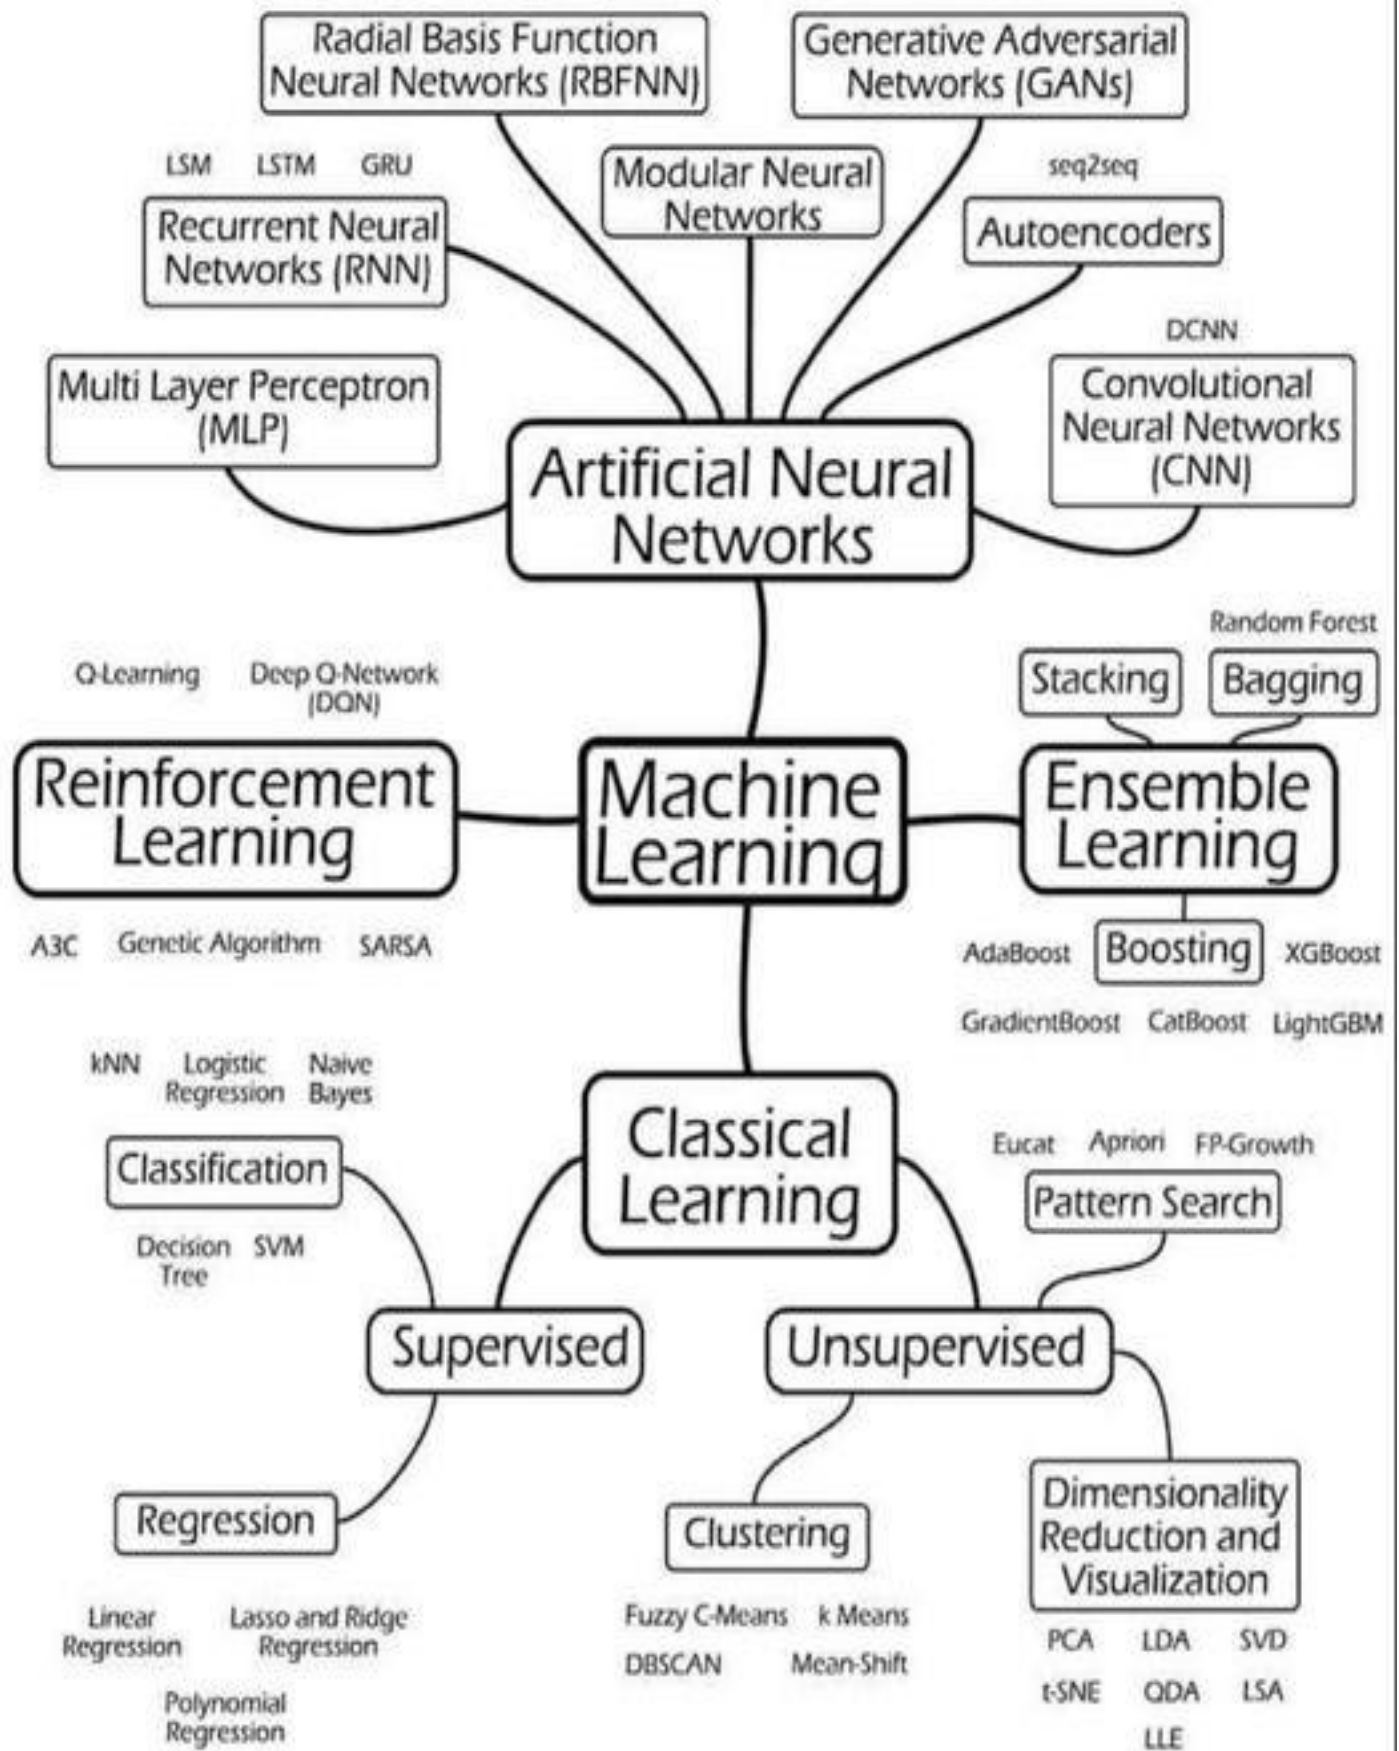 Radial Basis Function
Neural Networks (RBFNN)
Generative Adversarial
Networks (GANs)
LSM LSTM GRU
Modular Neural
Networks
seq2seq
Recurrent Neural
Networks (RNN)
Autoencoders
DCNN
Multi Layer Perceptron
(MLP)
Convolutional
Neural Networks
(CNN)
Artificial Neural
Networks
Random Forest
Q-Learning
Deep Q-Network
(DQN)
Stacking
Bagging
Reinforcement
Learning
Machine
Learning
Ensemble
Learning
A3C Genetic Algorithm SARSA
AdaBoost
Boosting
XGBoost
GradientBoost CatBoost LightGBM
kNN
Logistic
Regression
Naive
Bayes
Classical
Learning
Eucat Apriori FP-Growth
Classification
Pattern Search
Decision
Tree
SVM
Supervised
Unsupervised
Regression
Clustering
Dimensionality
Reduction and
Visualization
Linear
Regression
Lasso and Ridge
Regression
Polynomial
Regression
Fuzzy C-Means k Means
DBSCAN Mean-Shift
PCA LDA SVD
t-SNE QDA LSA
LLE